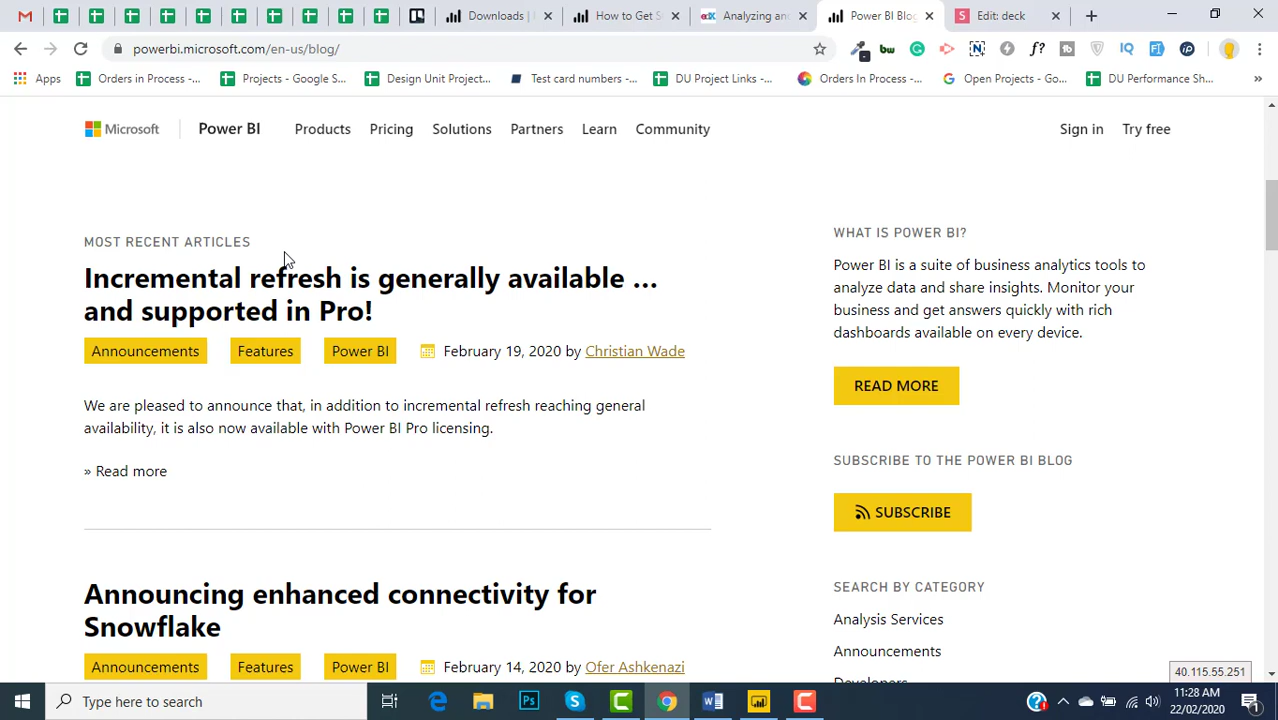 Downloads |
How to Get S
Analyzing and
Power BI Blog
Edit: deck
powerbi.microsoft.com/en-us/blog/
Apps
Orders in Process -...
Projects - Google S...
Design Unit Project...
Test card numbers -...
DU Project Links -...
Orders In Process -...
Open Projects - Go...
DU Performance Sh...
Microsoft
Power BI
Products
Pricing
Solutions
Partners
Learn
Community
Sign in
Try free
MOST RECENT ARTICLES
Incremental refresh is generally available …
and supported in Pro!
Announcements
Features
Power BI
February 19, 2020 by Christian Wade
We are pleased to announce that, in addition to incremental refresh reaching general
availability, it is also now available with Power BI Pro licensing.
» Read more
Announcing enhanced connectivity for
Snowflake
Announcements
Features
Power BI
February 14, 2020 by Ofer Ashkenazi
WHAT IS POWER BI?
Power BI is a suite of business analytics tools to
analyze data and share insights. Monitor your
business and get answers quickly with rich
dashboards available on every device.
READ MORE
SUBSCRIBE TO THE POWER BI BLOG
SUBSCRIBE
SEARCH BY CATEGORY
Analysis Services
Announcements
Developers
40.115.55.251
Type here to search
11:28 AM
22/02/2020